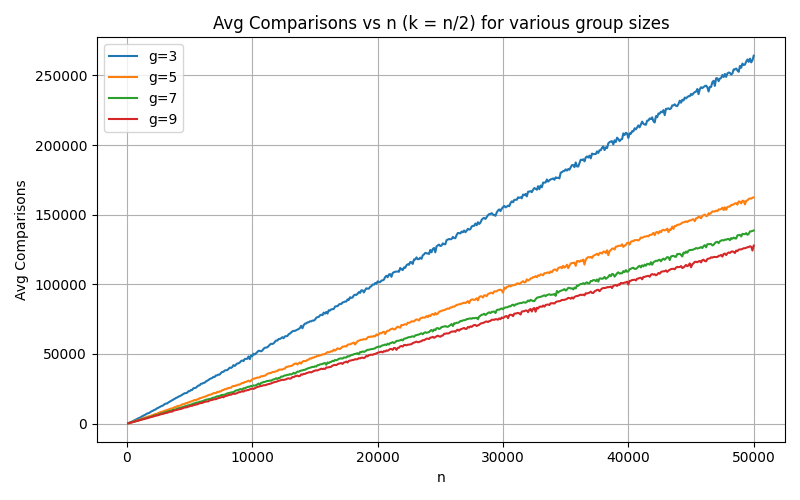 Avg Comparisons vs n (k = n/2) for various group sizes
g=3
g=5
g=7
g=9
250000
200000
150000
100000
50000
0
Avg Comparisons
0 10000 20000 30000 40000 50000
n